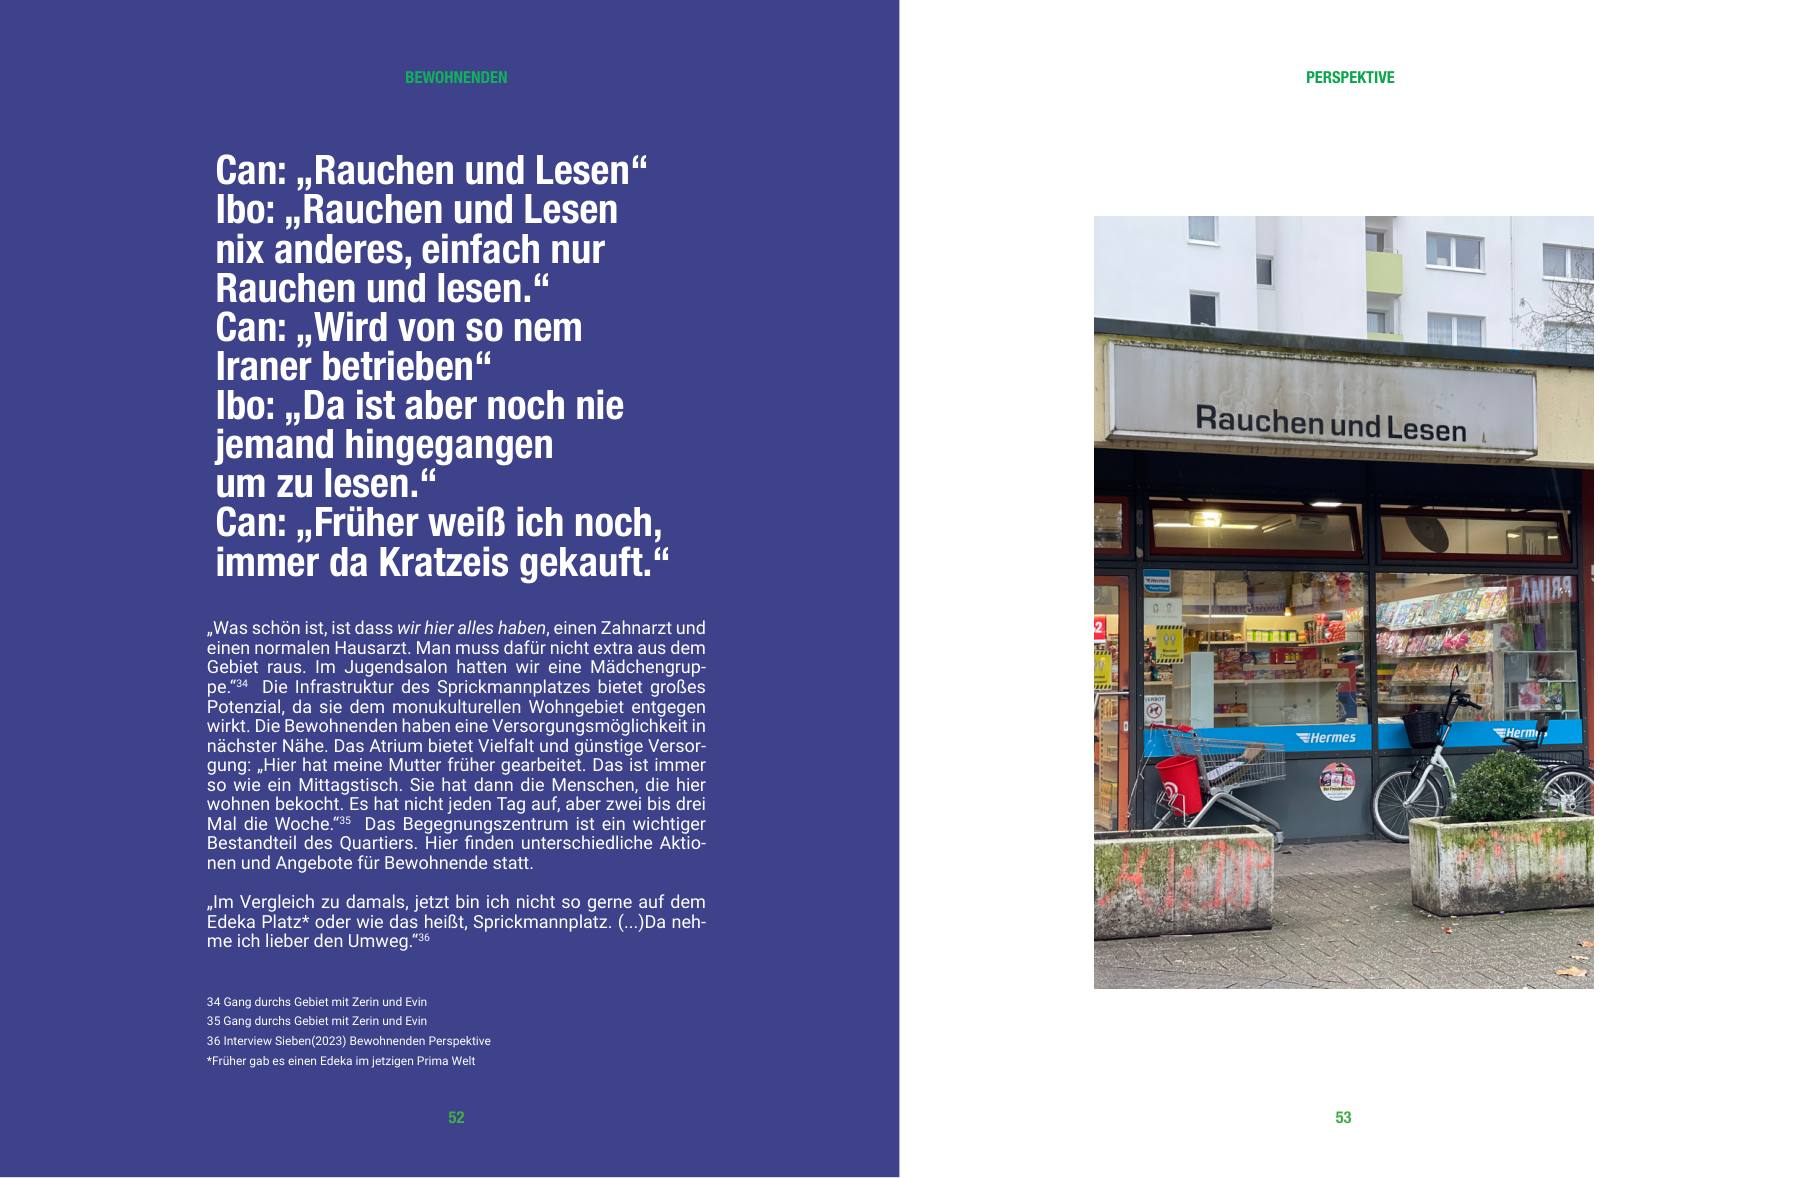 BEWOHNENDEN
Can: „Rauchen und Lesen“
Ibo: „Rauchen und Lesen
nix anderes, einfach nur
Rauchen und lesen.“
Can: „Wird von so nem
Iraner betrieben“
Ibo: „Da ist aber noch nie
jemand hingegangen
um zu lesen.“
Can: „Früher weiß ich noch,
immer da Kratzeis gekauft.“
„Was schön ist, ist dass wir hier alles haben, einen Zahnarzt und
einen normalen Hausarzt. Man muss dafür nicht extra aus dem
Gebiet raus. Im Jugendsalon hatten wir eine Mädchengrup-
pe.“34 Die Infrastruktur des Sprickmannplatzes bietet großes
Potenzial, da sie dem monukulturellen Wohngebiet entgegen
wirkt. Die Bewohnenden haben eine Versorgungsmöglichkeit in
nächster Nähe. Das Atrium bietet Vielfalt und günstige Versor-
gung: „Hier hat meine Mutter früher gearbeitet. Das ist immer
so wie ein Mittagstisch. Sie hat dann die Menschen, die hier
wohnen bekocht. Es hat nicht jeden Tag auf, aber zwei bis drei
Mal die Woche.“35 Das Begegnungszentrum ist ein wichtiger
Bestandteil des Quartiers. Hier finden unterschiedliche Aktio-
nen und Angebote für Bewohnende statt.
„Im Vergleich zu damals, jetzt bin ich nicht so gerne auf dem
Edeka Platz* oder wie das heißt, Sprickmannplatz. (...)Da neh-
me ich lieber den Umweg.“36
34 Gang durchs Gebiet mit Zerin und Evin
35 Gang durchs Gebiet mit Zerin und Evin
36 Interview Sieben(2023) Bewohnenden Perspektive
*Früher gab es einen Edeka im jetzigen Prima Welt
52
PERSPEKTIVE
Rauchen und Lesen
Hermes
PRIMA
2
Hermes
Hermes
53